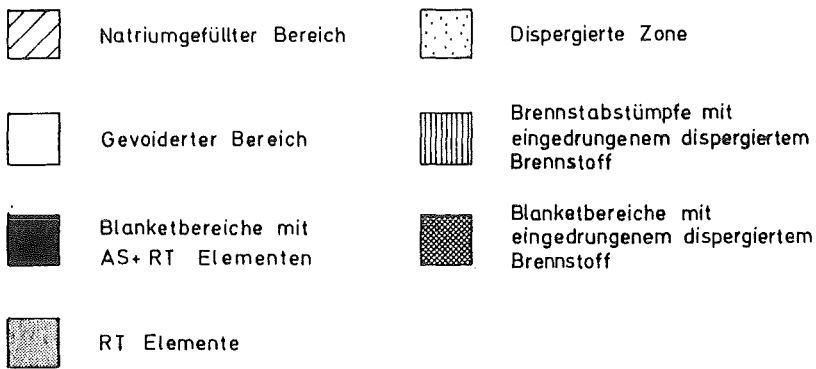 Natriumgefüllter Bereich
Gevoiderter Bereich
Blanketbereiche mit
AS+ RT Elementen
RT Elemente
Dispergierte Zone
Brennstabstümpfe mit
eingedrungenem dispergiertem
Brennstoff
Blanketbereiche mit
eingedrungenem dispergiertem
Brennstoff